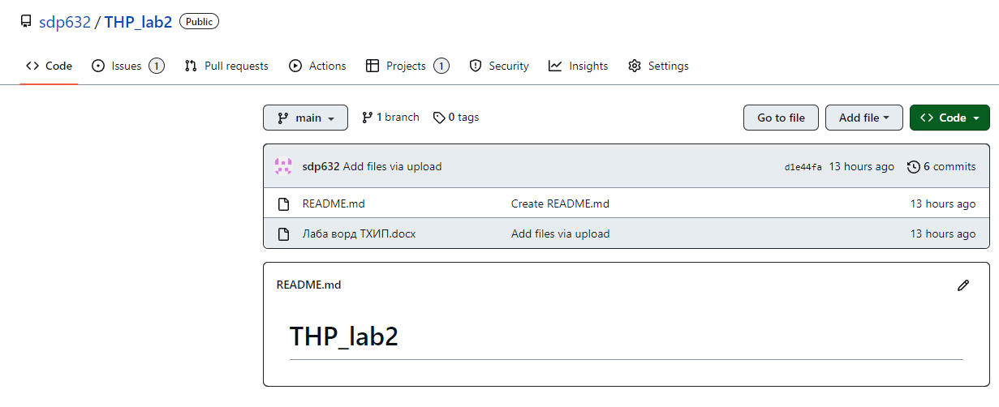 sdp632 / THP_lab2 Public
Code Issues 1 Pull requests Actions Projects 1 Security Insights Settings
main 1 branch 0 tags Go to file Add file Code
sdp632 Add files via upload d1e44fa 13 hours ago 6 commits
README.md Create README.md 13 hours ago
Лаба ворд ТХИП.docx Add files via upload 13 hours ago
README.md
THP_lab2